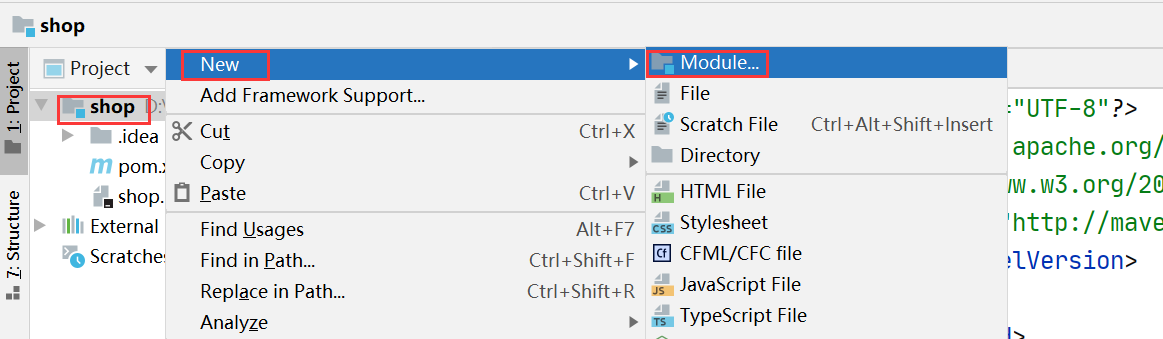 shop
1: Project
7: Structure
Project
shop D:\
.idea
pom.x
shop.
External
Scratches
New
Add Framework Support...
Cut Ctrl+X
Copy
Paste Ctrl+V
Find Usages Alt+F7
Find in Path... Ctrl+Shift+F
Replace in Path... Ctrl+Shift+R
Analyze
Module...
File
Scratch File Ctrl+Alt+Shift+Insert
Directory
HTML File
Stylesheet
CFML/CFC file
JavaScript File
TypeScript File
="UTF-8"?>
apache.org/
ww.w3.org/20
"http://mave
elVersion>